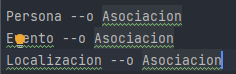 Persona --o Asociacion
Evento --o Asociacion
Localizacion --o Asociacion